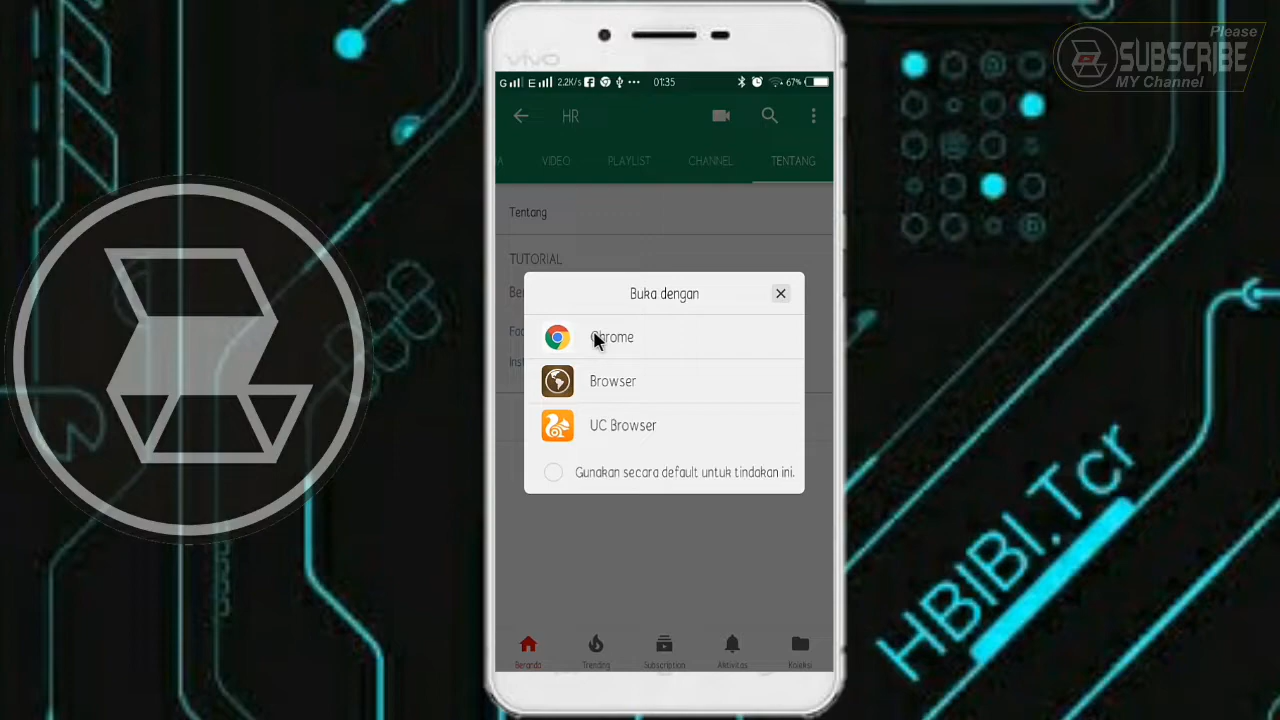 Please
SUBSCRIBE
MY Channel
vivo
2.2K/s
01:35
67%
HR
VIDEO
PLAYLIST
CHANNEL
TENTANG
Tentang
TUTORIAL
Buka dengan
Chrome
Browser
UC Browser
Gunakan secara default untuk tindakan ini.
Beranda
Trending
Subscription
Aktivitas
Koleksi
HBIBI.Tcr